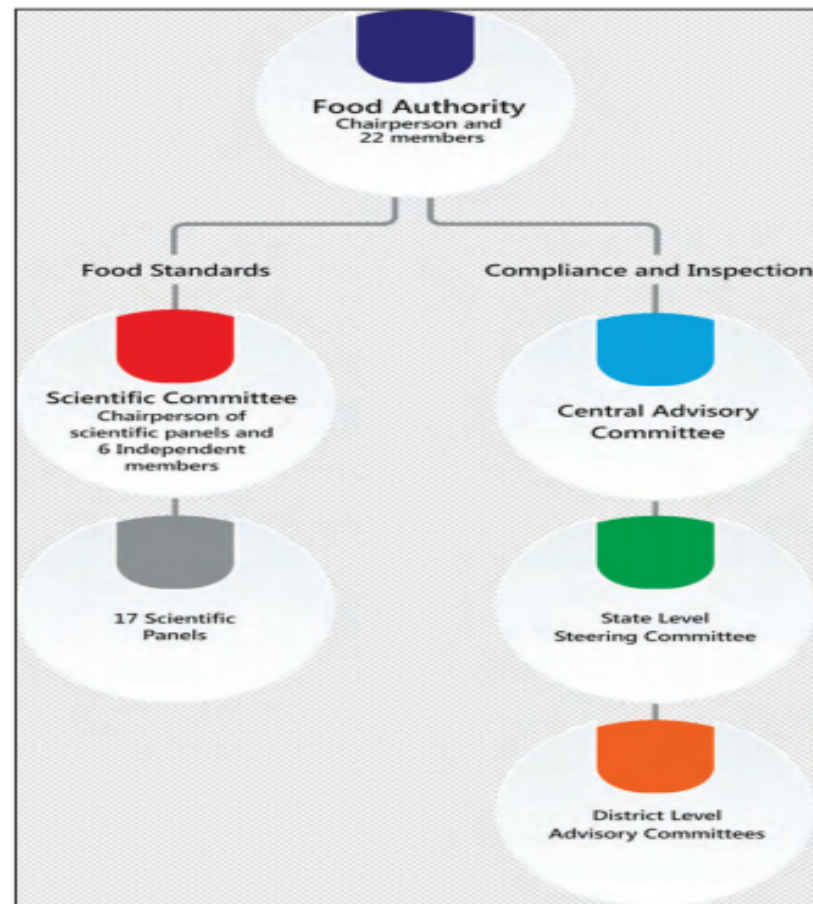 Food Authority
Chairperson and
22 members
Food Standards
Compliance and Inspection
Scientific Committee
Chairperson of
scientific panels and
6 Independent
members
Central Advisory
Committee
17 Scientific
Panels
State Level
Steering Committee
District Level
Advisory Committees